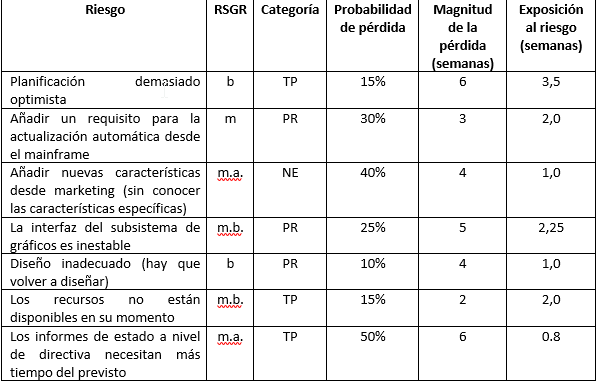 Riesgo RSGR Categoría Probabilidad de pérdida Magnitud de la pérdida (semanas) Exposición al riesgo (semanas)
Planificación demasiado optimista b TP 15% 6 3,5
Añadir un requisito para la actualización automática desde el mainframe m PR 30% 3 2,0
Añadir nuevas características desde marketing (sin conocer las características específicas) m.a. NE 40% 4 1,0
La interfaz del subsistema de gráficos es inestable m.b. PR 25% 5 2,25
Diseño inadecuado (hay que volver a diseñar) b PR 10% 4 1,0
Los recursos no están disponibles en su momento m.b. TP 15% 2 2,0
Los informes de estado a nivel de directiva necesitan más tiempo del previsto m.a. TP 50% 6 0.8